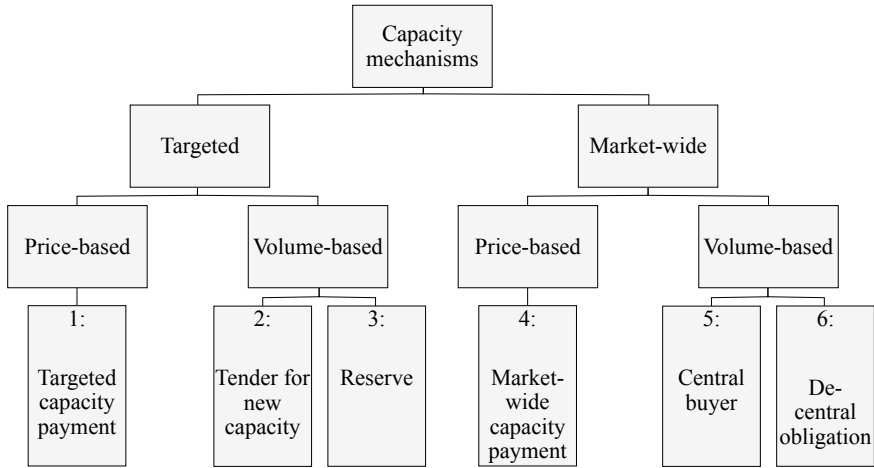 Capacity
mechanisms
Targeted
Market-wide
Price-based
Volume-based
Price-based
Volume-based
1:
Targeted
capacity
payment
2:
Tender for
new
capacity
3:
Reserve
4:
Market-
wide
capacity
payment
5:
Central
buyer
6:
De-
central
obligation